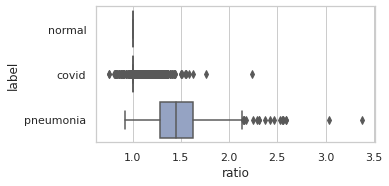 normal
covid
pneumonia
label
1.0 1.5 2.0 2.5 3.0 3.5
ratio